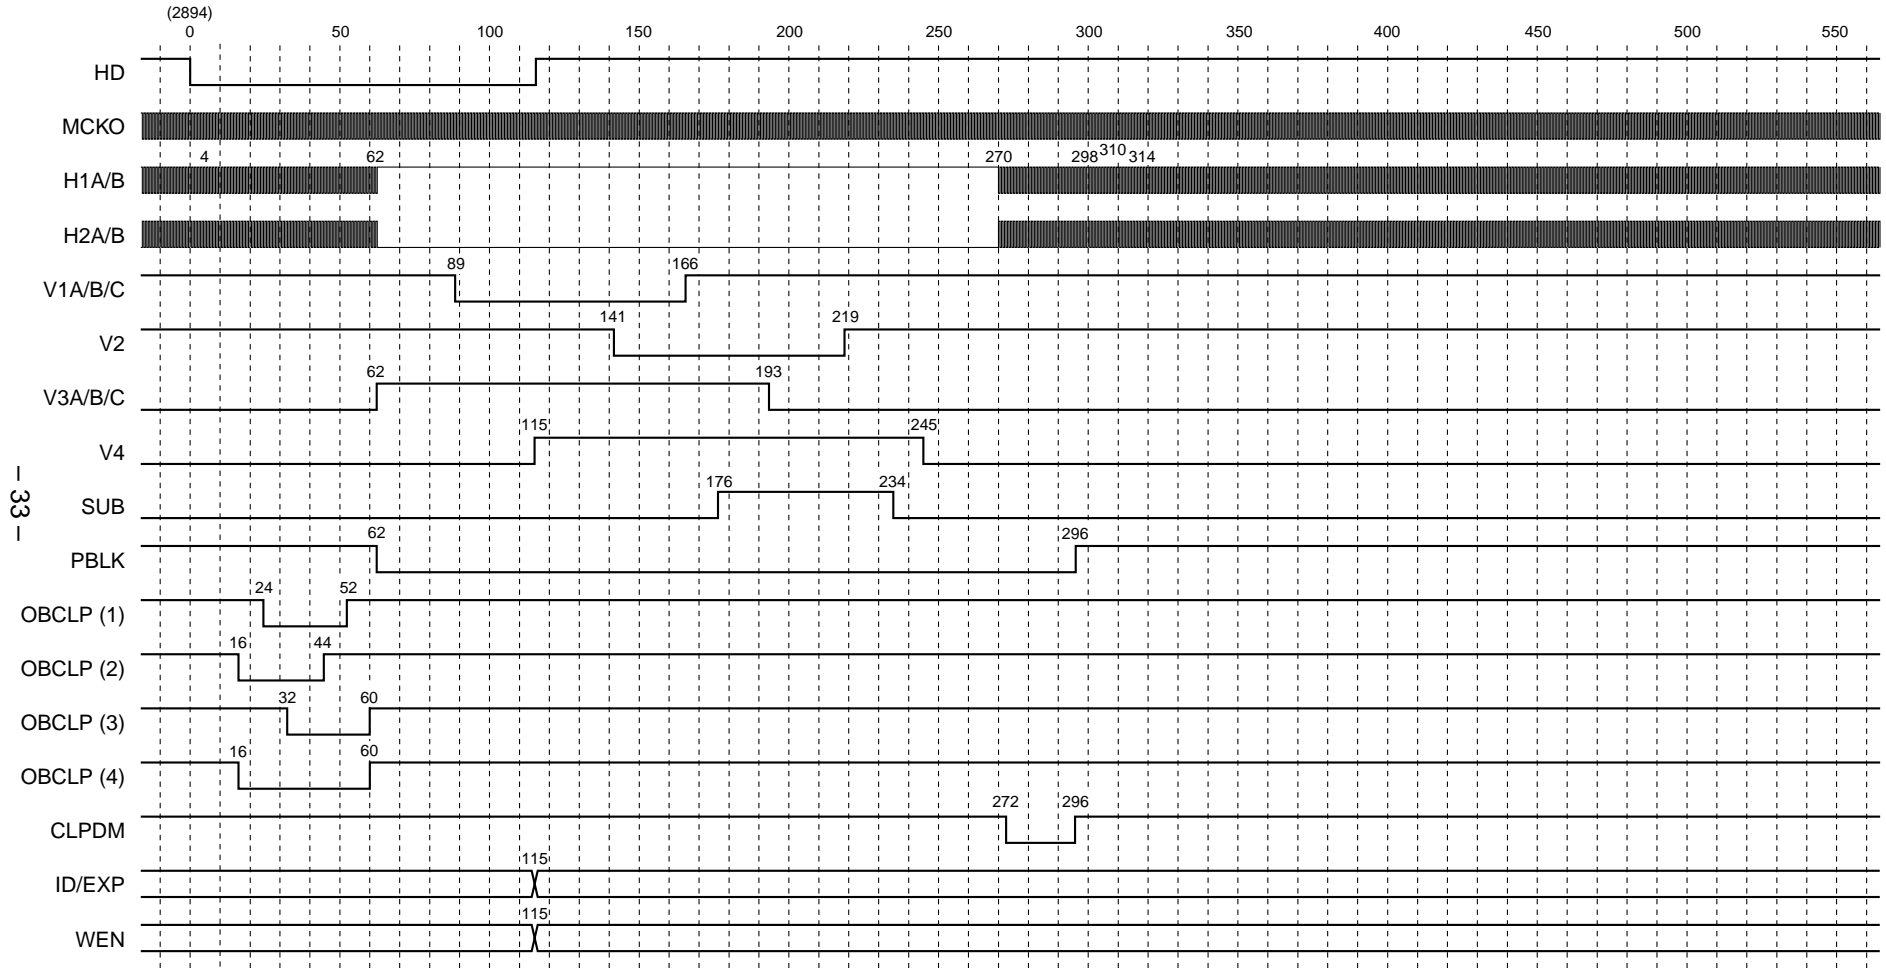 (2894)
0 50 100 150 200 250 300 350 400 450 500 550
HD
MCKO
4 62 270 298 310 314
H1A/B
H2A/B
89 166
V1A/B/C
141 219
V2
62 193
V3A/B/C
115 245
V4
176 234
SUB
62 296
PBLK
24 52
OBCLP (1)
16 44
OBCLP (2)
32 60
OBCLP (3)
16 60
OBCLP (4)
272 296
CLPDM
115
ID/EXP
115
WEN
– 33 –